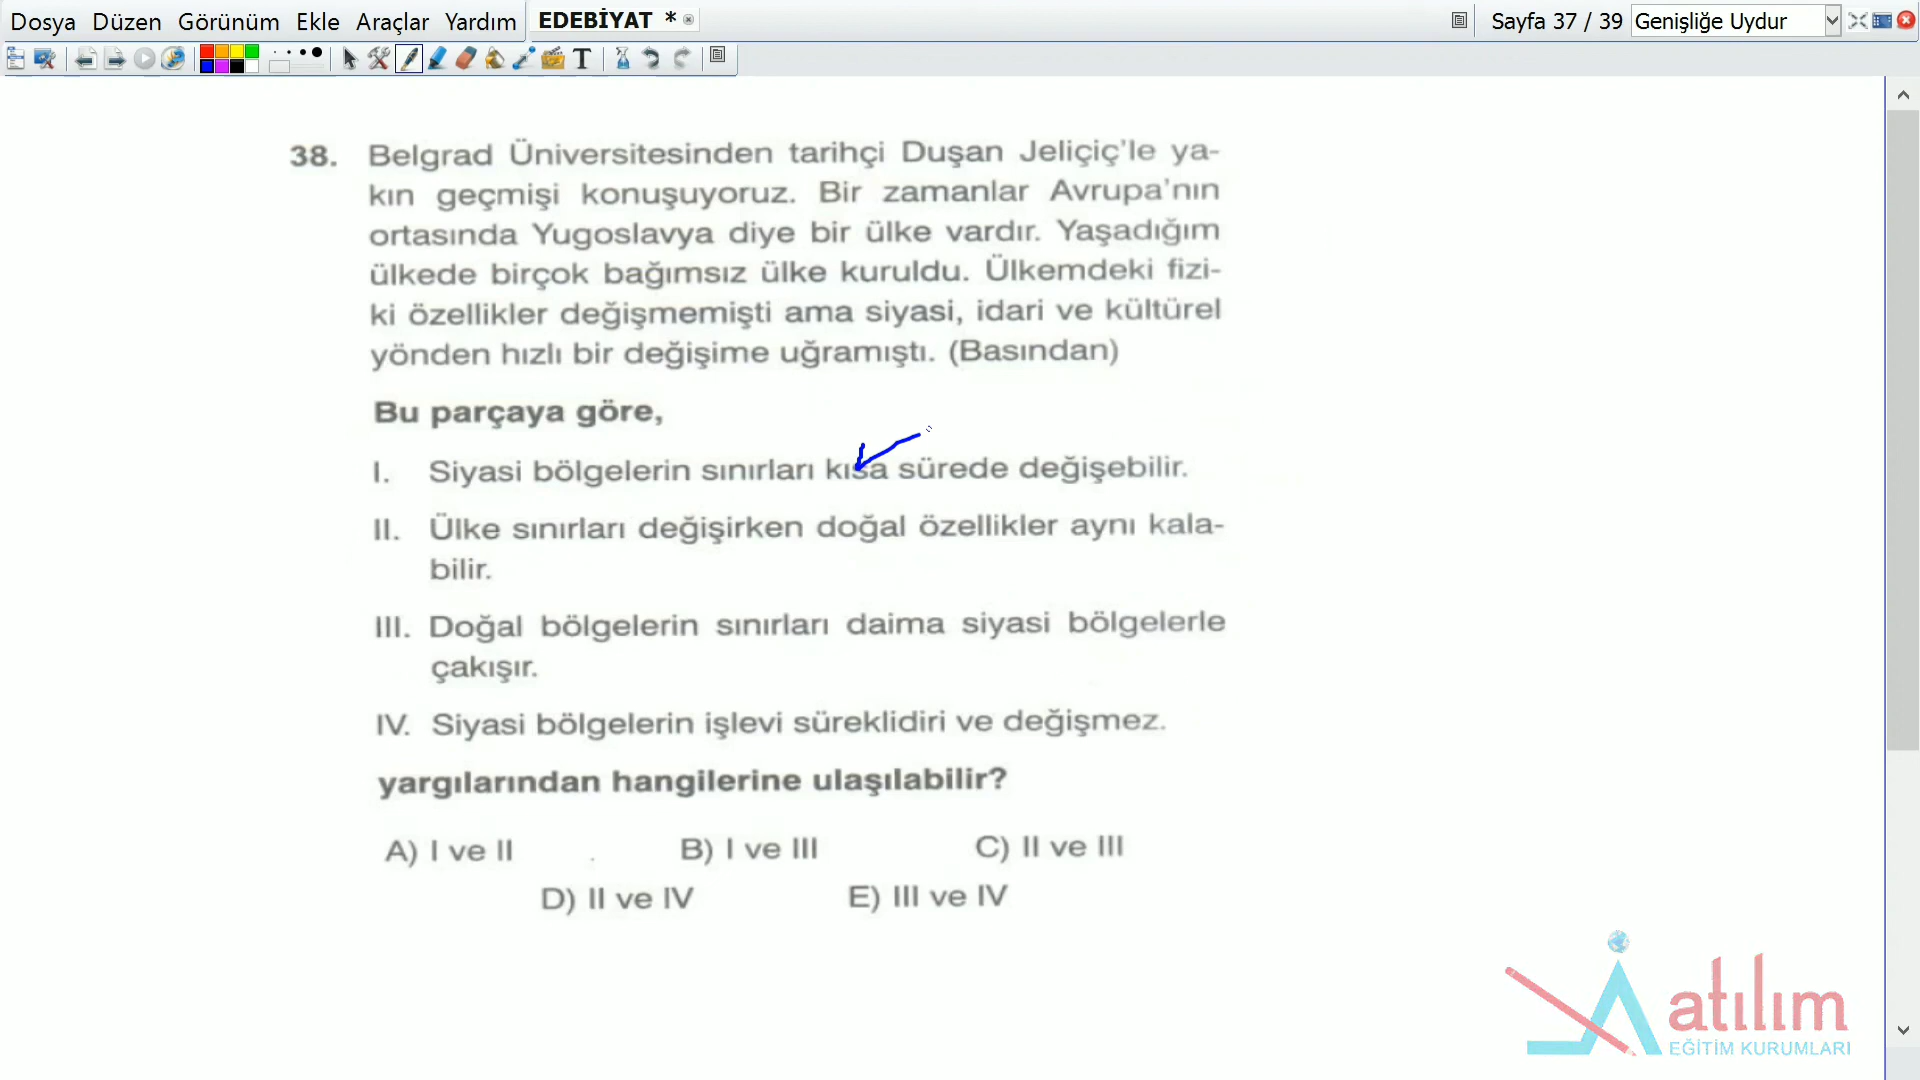 Dosya Düzen Görünüm Ekle Araçlar Yardım EDEBİYAT * Sayfa 37 / 39 Genişliğe Uydur
38. Belgrad Üniversitesinden tarihçi Duşan Jeliçiç'le ya-
kın geçmişi konuşuyoruz. Bir zamanlar Avrupa'nın
ortasında Yugoslavya diye bir ülke vardır. Yaşadığım
ülkede birçok bağımsız ülke kuruldu. Ülkemdeki fizi-
ki özellikler değişmemişti ama siyasi, idari ve kültürel
yönden hızlı bir değişime uğramıştı. (Basından)
Bu parçaya göre,
I. Siyasi bölgelerin sınırları kısa sürede değişebilir.
II. Ülke sınırları değişirken doğal özellikler aynı kala-
bilir.
III. Doğal bölgelerin sınırları daima siyasi bölgelerle
çakışır.
IV. Siyasi bölgelerin işlevi süreklidiri ve değişmez.
yargılarından hangilerine ulaşılabilir?
A) I ve II B) I ve III C) II ve III
D) II ve IV E) III ve IV
atılım
EĞİTİM KURUMLARI